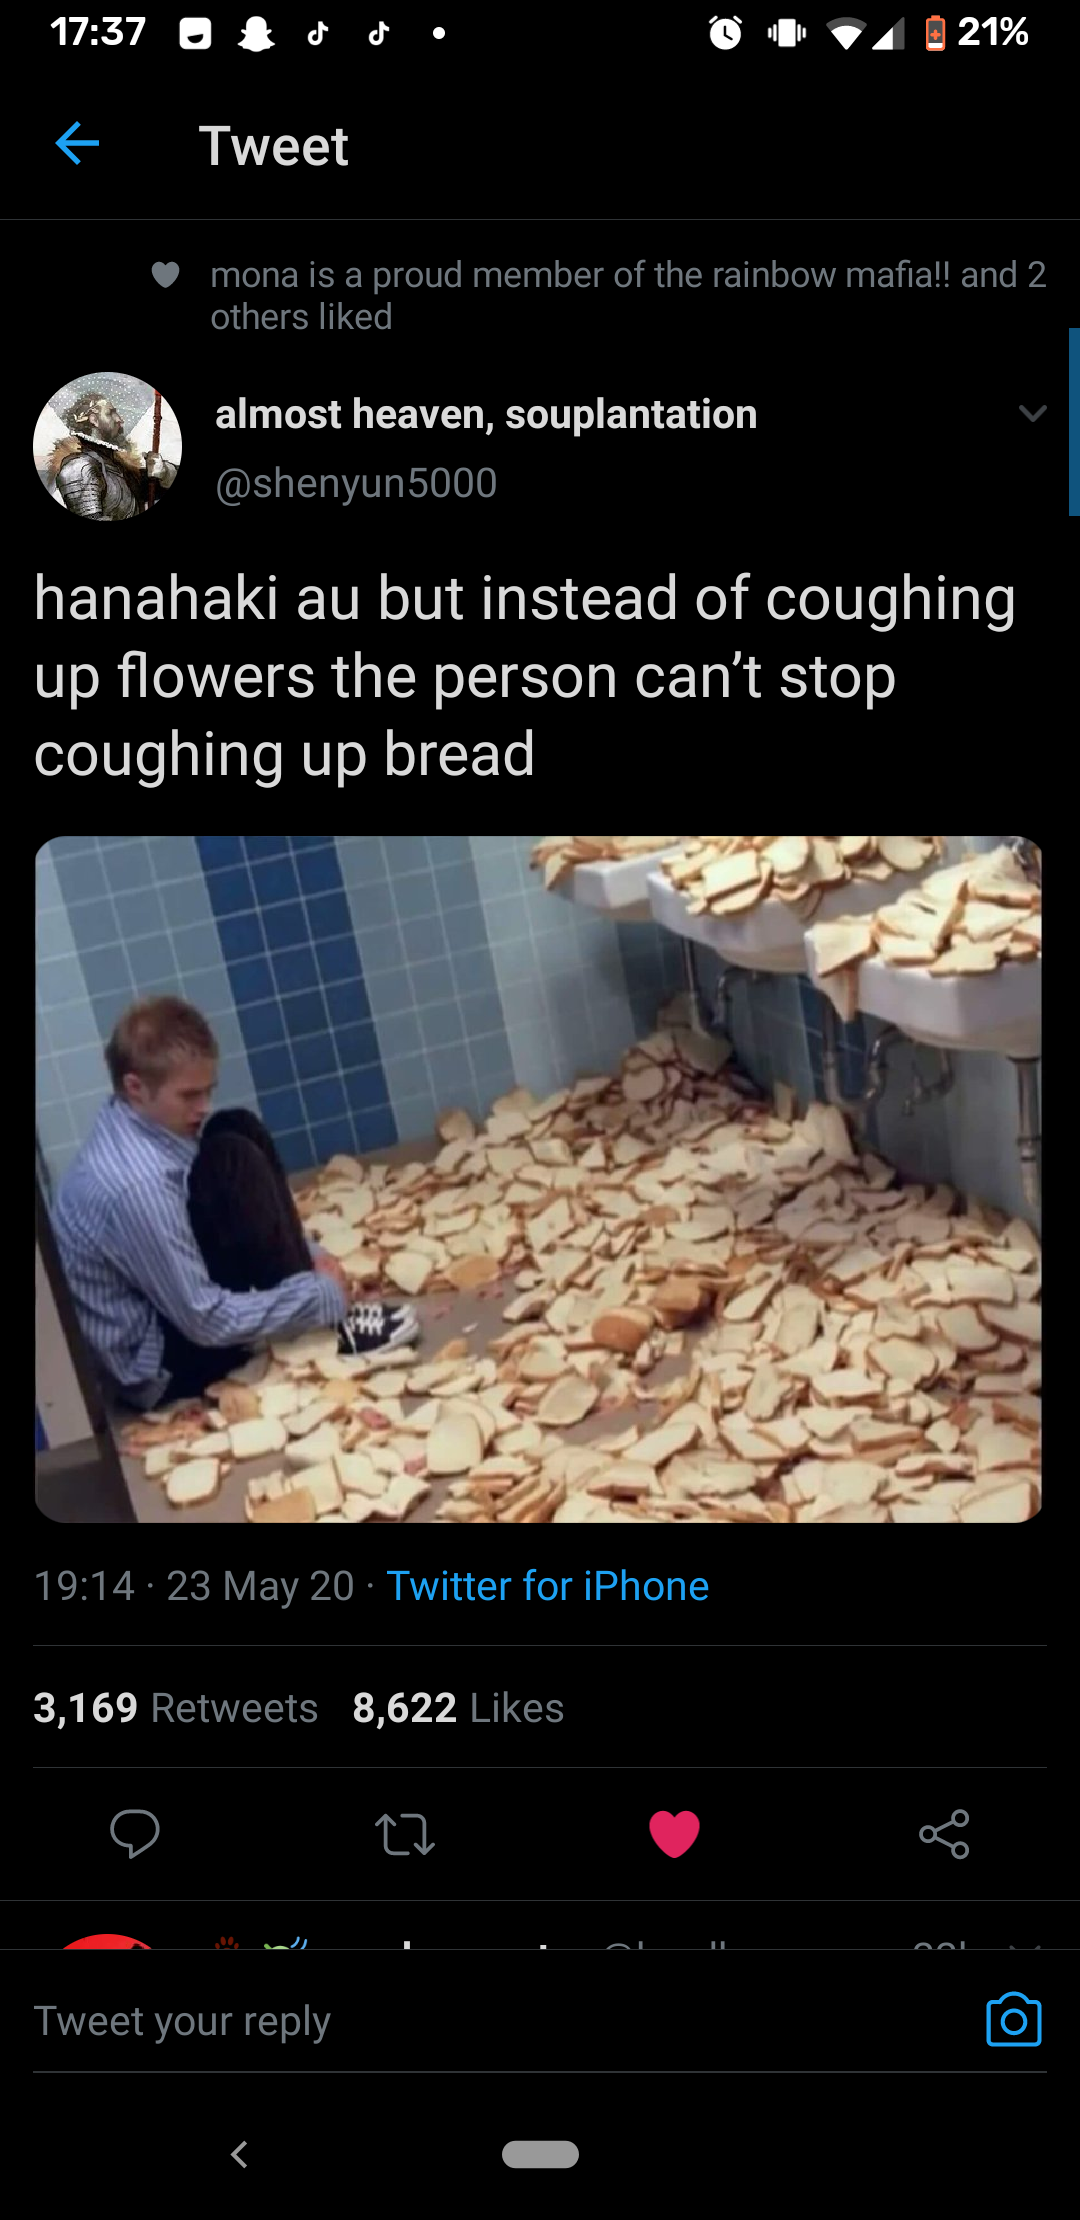 17:37
21%
Tweet
mona is a proud member of the rainbow mafia!! and 2
others liked
almost heaven, souplantation
@shenyun5000
hanahaki au but instead of coughing
up flowers the person can’t stop
coughing up bread
19:14 · 23 May 20 · Twitter for iPhone
3,169 Retweets 8,622 Likes
Tweet your reply